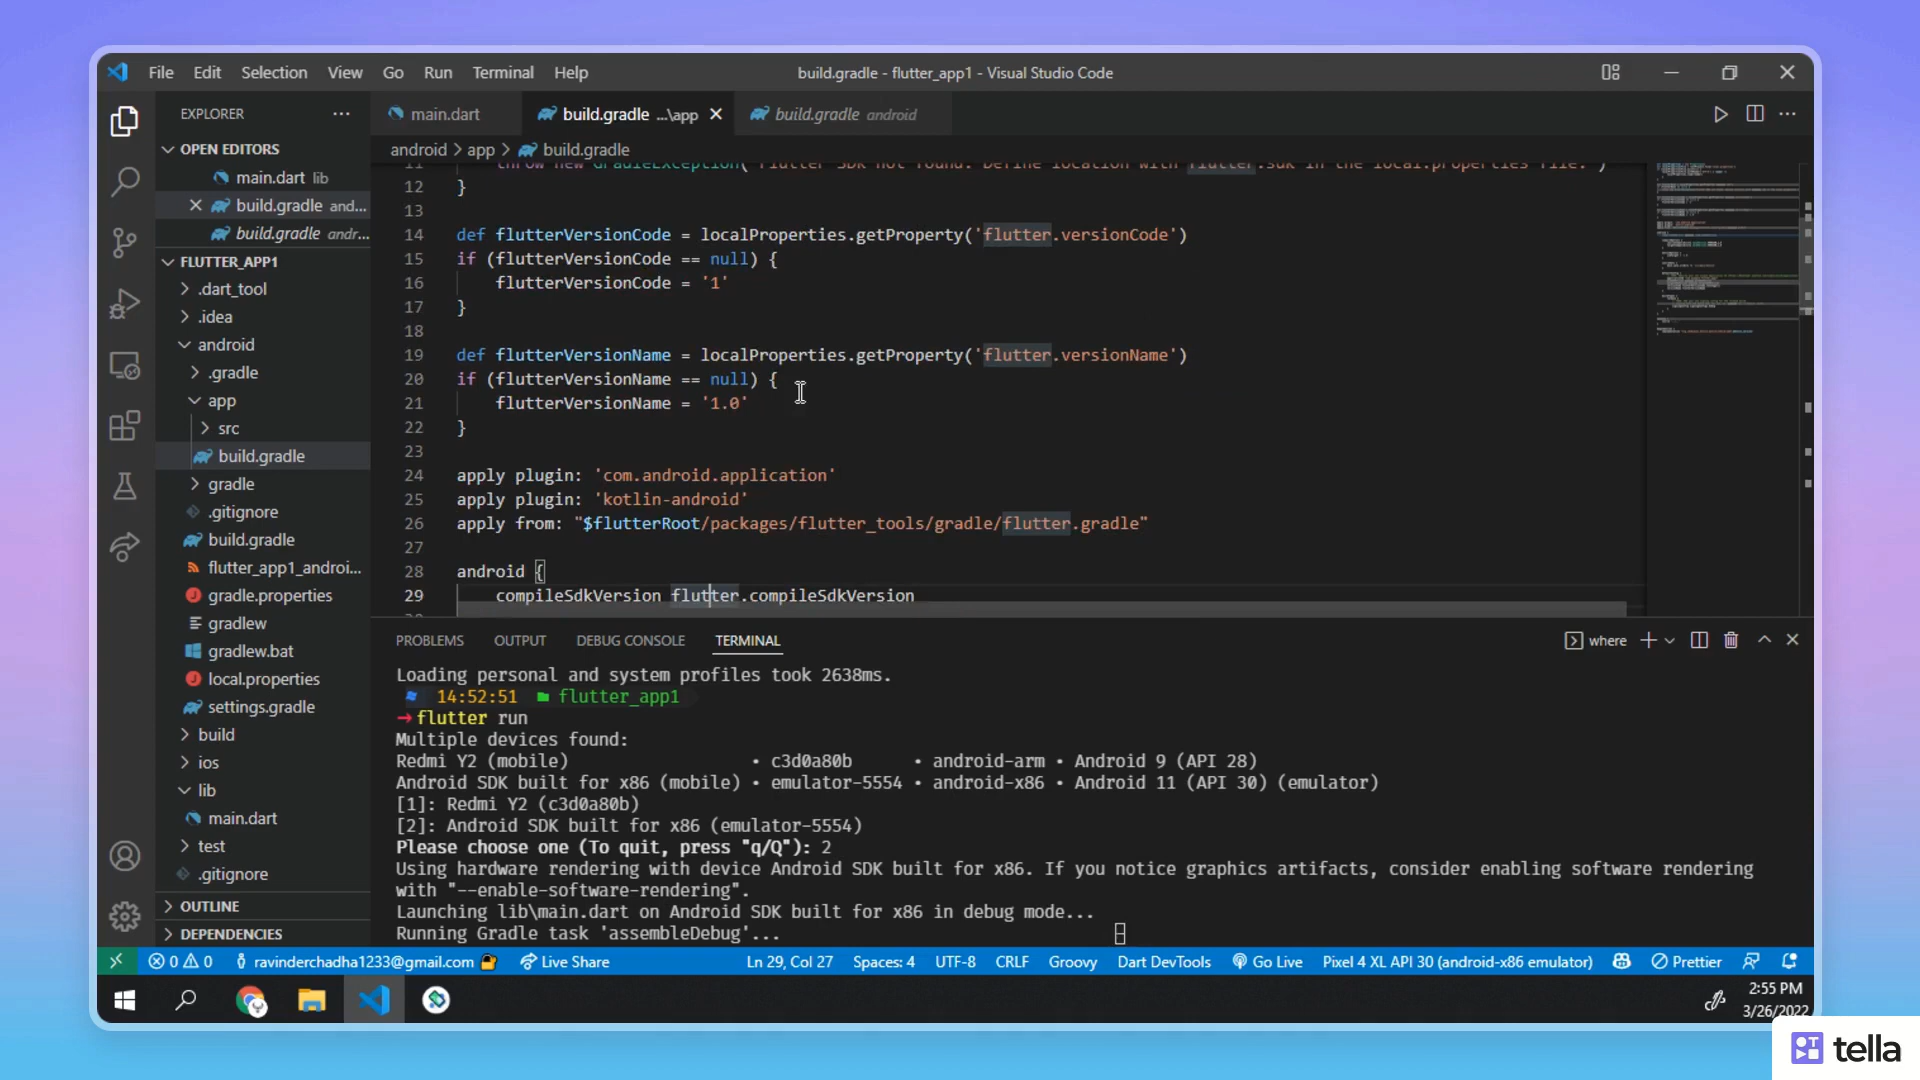 File Edit Selection View Go Run Terminal Help
build.gradle - flutter_app1 - Visual Studio Code
EXPLORER
OPEN EDITORS
main.dart lib
build.gradle and...
build.gradle andr...
FLUTTER_APP1
.dart_tool
.idea
android
.gradle
app
src
build.gradle
gradle
.gitignore
build.gradle
flutter_app1_androi...
gradle.properties
gradlew
gradlew.bat
local.properties
settings.gradle
build
ios
lib
main.dart
test
.gitignore
OUTLINE
DEPENDENCIES
main.dart build.gradle ...\app build.gradle android
android > app > build.gradle
11 throw new GradleException("Flutter SDK not found. Define location with flutter.sdk in the local.properties file.")
12 }
13
14 def flutterVersionCode = localProperties.getProperty('flutter.versionCode')
15 if (flutterVersionCode == null) {
16 flutterVersionCode = '1'
17 }
18
19 def flutterVersionName = localProperties.getProperty('flutter.versionName')
20 if (flutterVersionName == null) {
21 flutterVersionName = '1.0'
22 }
23
24 apply plugin: 'com.android.application'
25 apply plugin: 'kotlin-android'
26 apply from: "$flutterRoot/packages/flutter_tools/gradle/flutter.gradle"
27
28 android {
29 compileSdkVersion flutter.compileSdkVersion
PROBLEMS OUTPUT DEBUG CONSOLE TERMINAL
where
Loading personal and system profiles took 2638ms.
14:52:51 flutter_app1
→flutter run
Multiple devices found:
Redmi Y2 (mobile) • c3d0a80b • android-arm • Android 9 (API 28)
Android SDK built for x86 (mobile) • emulator-5554 • android-x86 • Android 11 (API 30) (emulator)
[1]: Redmi Y2 (c3d0a80b)
[2]: Android SDK built for x86 (emulator-5554)
Please choose one (To quit, press "q/Q"): 2
Using hardware rendering with device Android SDK built for x86. If you notice graphics artifacts, consider enabling software rendering
with "--enable-software-rendering".
Launching lib\main.dart on Android SDK built for x86 in debug mode...
Running Gradle task 'assembleDebug'...
0 0 ravinderchadha1233@gmail.com Live Share Ln 29, Col 27 Spaces: 4 UTF-8 CRLF Groovy Dart DevTools Go Live Pixel 4 XL API 30 (android-x86 emulator) Prettier
2:55 PM
3/26/2022
tella